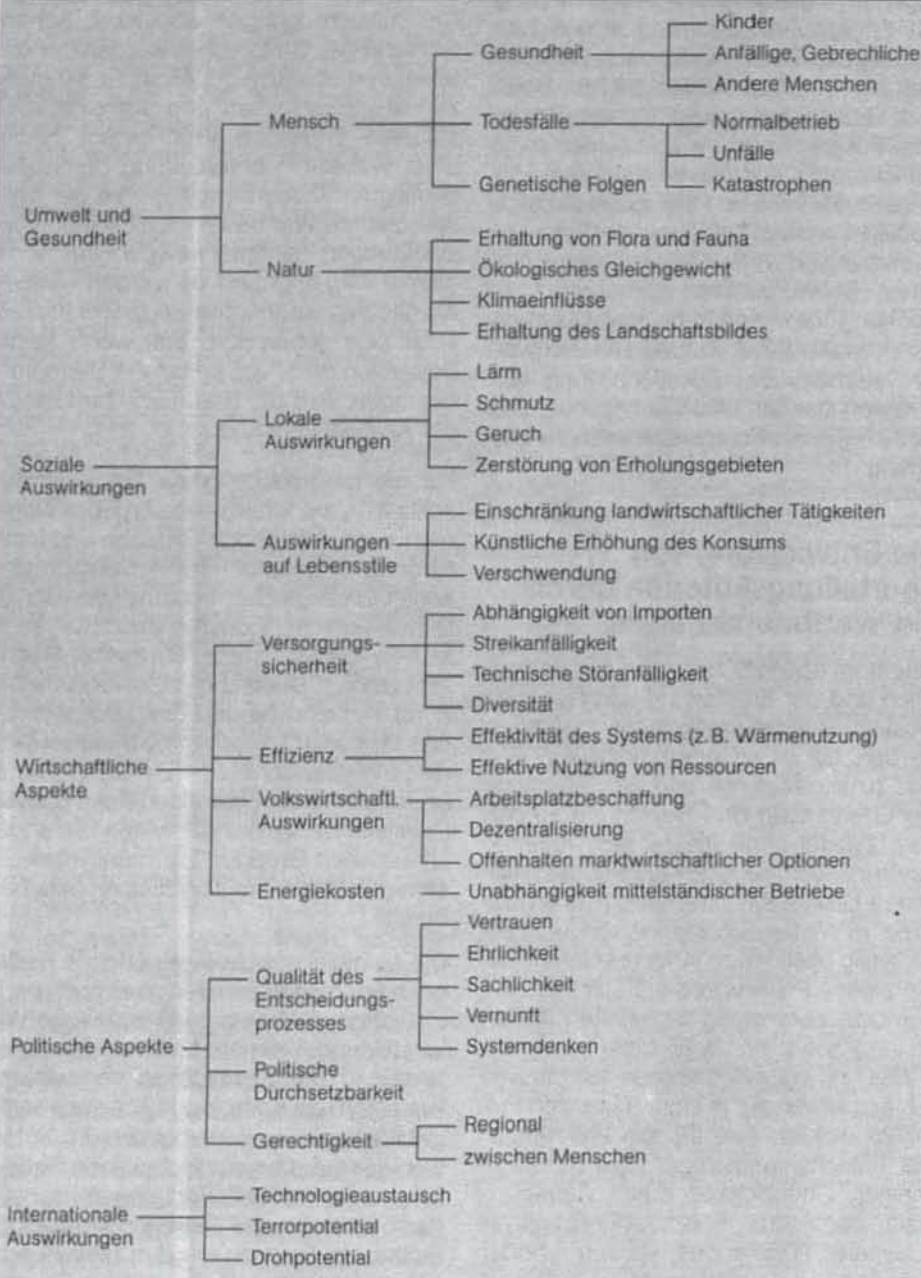 Kinder
Gesundheit
Anfällige, Gebrechliche
Andere Menschen
Mensch
Todesfälle
Normalbetrieb
Unfälle
Genetische Folgen
Katastrophen
Umwelt und
Gesundheit
Erhaltung von Flora und Fauna
Natur
Ökologisches Gleichgewicht
Klimaeinflüsse
Erhaltung des Landschaftsbildes
Lärm
Lokale
Auswirkungen
Schmutz
Geruch
Soziale
Auswirkungen
Zerstörung von Erholungsgebieten
Einschränkung landwirtschaftlicher Tätigkeiten
Auswirkungen
auf Lebensstile
Künstliche Erhöhung des Konsums
Verschwendung
Abhängigkeit von Importen
Versorgungs-
sicherheit
Streikanfälligkeit
Technische Störanfälligkeit
Diversität
Effektivität des Systems (z.B. Wärmenutzung)
Effizienz
Wirtschaftliche
Aspekte
Effektive Nutzung von Ressourcen
Volkswirtschaftl.
Auswirkungen
Arbeitsplatzbeschaffung
Dezentralisierung
Offenhalten marktwirtschaftlicher Optionen
Energiekosten
Unabhängigkeit mittelständischer Betriebe
Vertrauen
Ehrlichkeit
Qualität des
Entscheidungs-
prozesses
Sachlichkeit
Vernunft
Politische Aspekte
Systemdenken
Politische
Durchsetzbarkeit
Regional
Gerechtigkeit
zwischen Menschen
Technologieaustausch
Internationale
Auswirkungen
Terrorpotential
Drohpotential